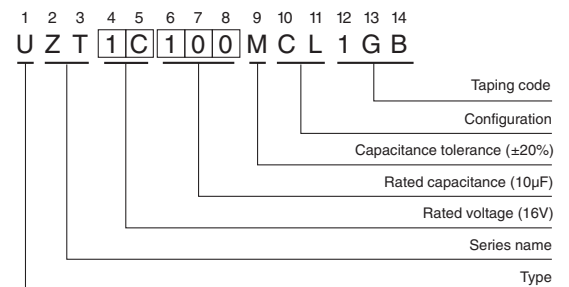 1 2 3 4 5 6 7 8 9 10 11 12 13 14
U Z T 1 C 1 0 0 M C L 1 G B
Taping code
Configuration
Capacitance tolerance (±20%)
Rated capacitance (10µF)
Rated voltage (16V)
Series name
Type